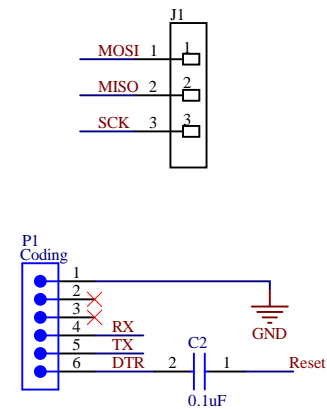 J1
MOSI 1 1
MISO 2 2
SCK 3 3
P1
Coding
1
2
3
4 RX
5 TX
6 DTR 2 C2 1 Reset
GND
0.1uF